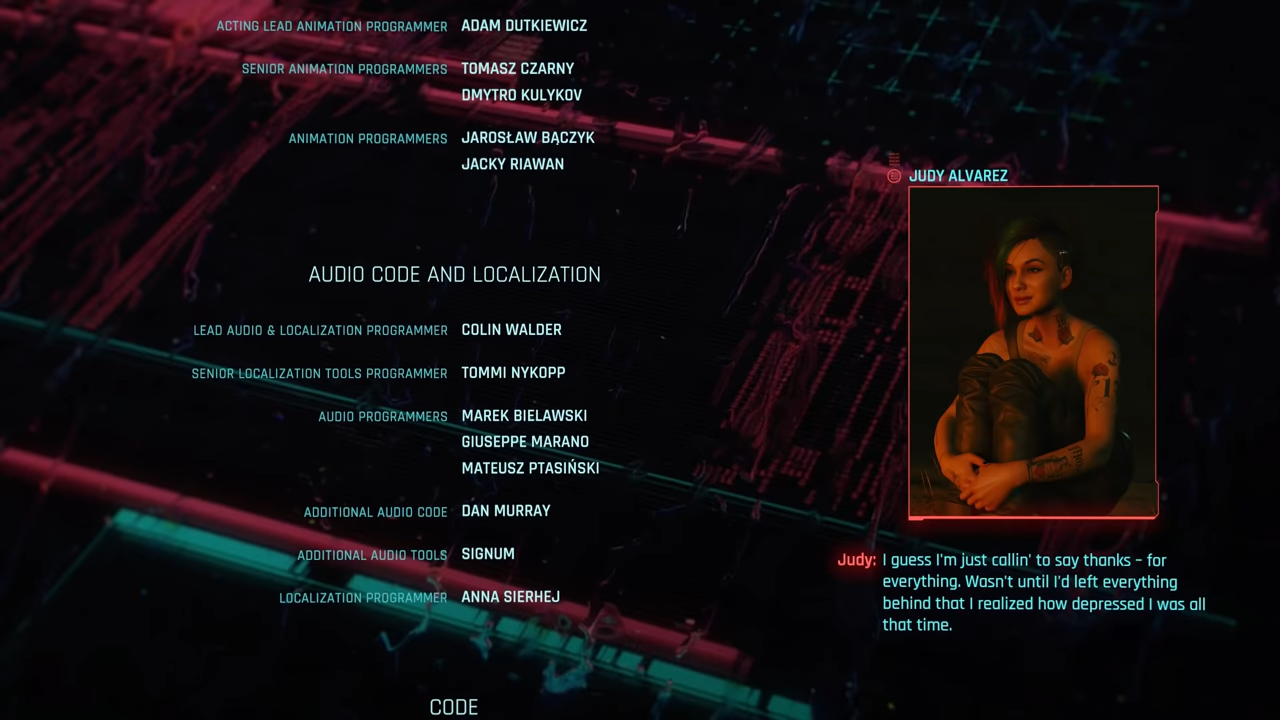 ACTING LEAD ANIMATION PROGRAMMER ADAM DUTKIEWICZ
SENIOR ANIMATION PROGRAMMERS TOMASZ CZARNY
DMYTRO KULYKOV
ANIMATION PROGRAMMERS JAROSŁAW BĄCZYK
JACKY RIAWAN
AUDIO CODE AND LOCALIZATION
LEAD AUDIO & LOCALIZATION PROGRAMMER COLIN WALDER
SENIOR LOCALIZATION TOOLS PROGRAMMER TOMMI NYKOPP
AUDIO PROGRAMMERS MAREK BIELAWSKI
GIUSEPPE MARANO
MATEUSZ PTASIŃSKI
ADDITIONAL AUDIO CODE DAN MURRAY
ADDITIONAL AUDIO TOOLS SIGNUM
LOCALIZATION PROGRAMMER ANNA SIERHEJ
CODE
JUDY ALVAREZ
Judy: I guess I'm just callin' to say thanks – for
everything. Wasn't until I'd left everything
behind that I realized how depressed I was all
that time.